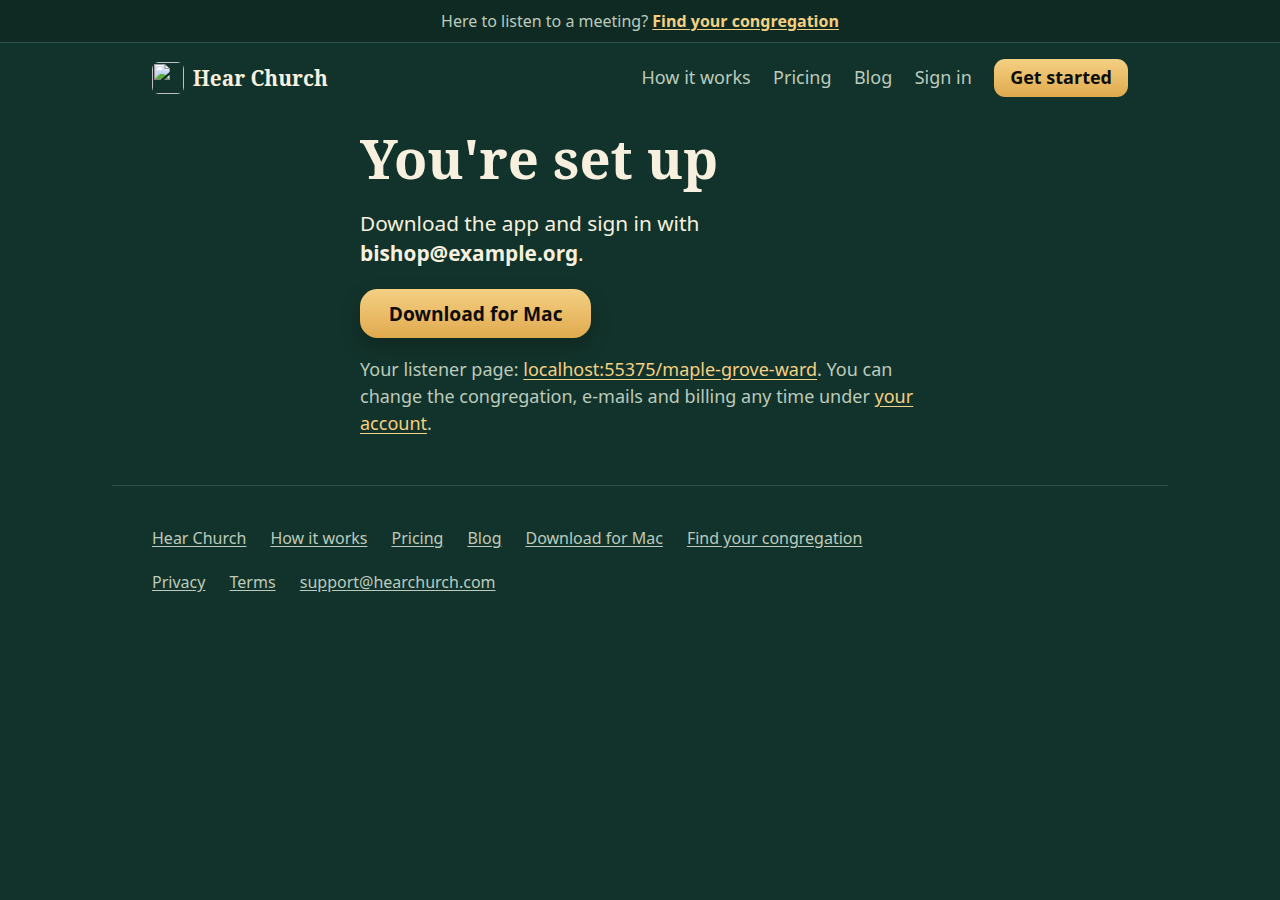 Here to listen to a meeting? Find your congregation
Hear Church
How it works Pricing Blog Sign in Get started
You're set up
Download the app and sign in with
bishop@example.org.
Download for Mac
Your listener page: localhost:55375/maple-grove-ward. You can
change the congregation, e-mails and billing any time under your
account.
Hear Church How it works Pricing Blog Download for Mac Find your congregation
Privacy Terms support@hearchurch.com